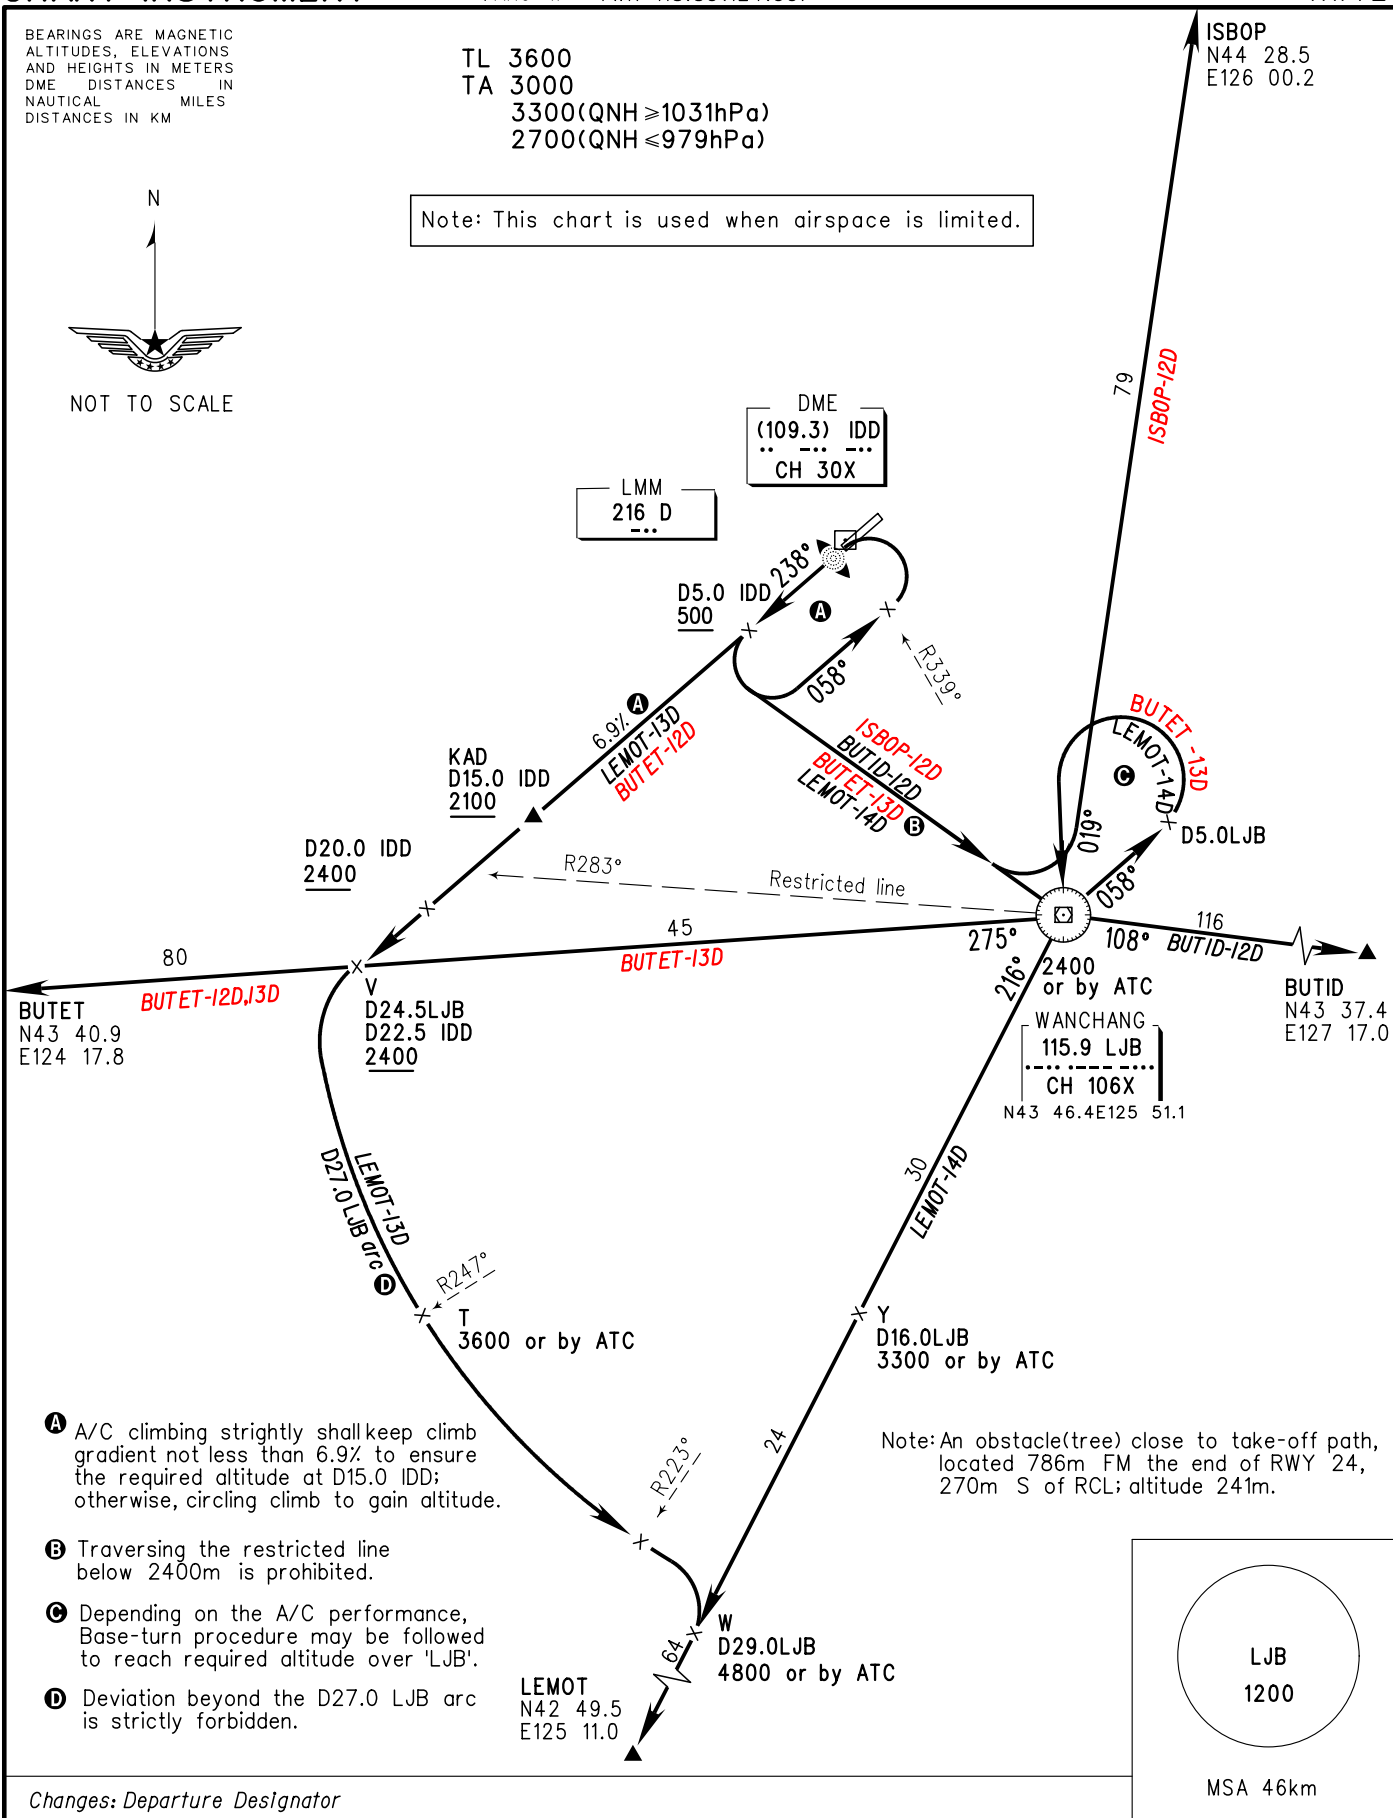 BEARINGS ARE MAGNETIC
ALTITUDES, ELEVATIONS
AND HEIGHTS IN METERS
DME DISTANCES IN
NAUTICAL MILES
DISTANCES IN KM
TL 3600
TA 3000
3300(QNH≥1031hPa)
2700(QNH≤979hPa)
ISBOP
N44 28.5
E126 00.2
N
NOT TO SCALE
Note: This chart is used when airspace is limited.
79
ISBOP-12D
DME
(109.3) IDD
CH 30X
LMM
216 D
238°
D5.0 IDD
500
A
058°
R339°
6.9% A
LEMOT-13D
BUTET-12D
KAD
D15.0 IDD
2100
ISBOP-12D
BUTID-12D
BUTET-13D
LEMOT-14D B
BUTET-13D
LEMOT-14D
C
D5.0LJB
019°
058°
D20.0 IDD
2400
R283°
Restricted line
80
BUTET-12D,13D
45
BUTET-13D
275°
216°
108°
116
BUTID-12D
BUTET
N43 40.9
E124 17.8
V
D24.5LJB
D22.5 IDD
2400
2400
or by ATC
WANCHANG
115.9 LJB
CH 106X
N43 46.4E125 51.1
BUTID
N43 37.4
E127 17.0
LEMOT-13D
D27.0LJB arc D
R247°
T
3600 or by ATC
30
LEMOT-14D
Y
D16.0LJB
3300 or by ATC
24
R223°
A A/C climbing strightly shall keep climb
gradient not less than 6.9% to ensure
the required altitude at D15.0 IDD;
otherwise, circling climb to gain altitude.
B Traversing the restricted line
below 2400m is prohibited.
C Depending on the A/C performance,
Base-turn procedure may be followed
to reach required altitude over 'LJB'.
D Deviation beyond the D27.0 LJB arc
is strictly forbidden.
Note: An obstacle(tree) close to take-off path,
located 786m FM the end of RWY 24,
270m S of RCL; altitude 241m.
W
D29.0LJB
4800 or by ATC
64
LEMOT
N42 49.5
E125 11.0
LJB
1200
MSA 46km
Changes: Departure Designator